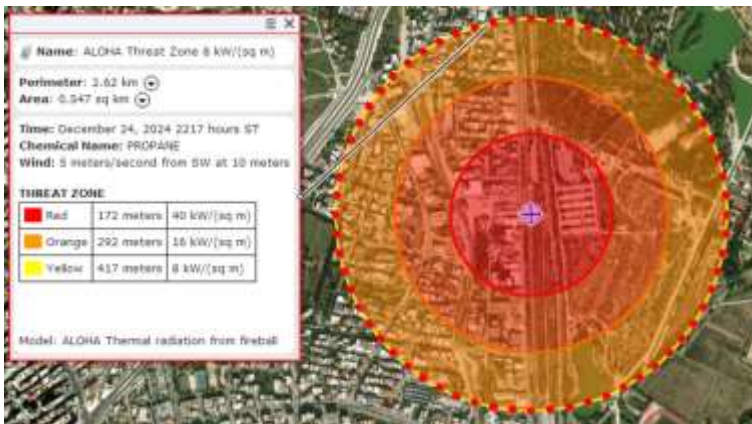 Name: ALOHA Threat Zone 8 kW/(sq m)
Perimeter: 2.62 km
Area: 0.547 sq km
Time: December 24, 2024 2217 hours ST
Chemical Name: PROPANE
Wind: 5 meters/second from SW at 10 meters
THREAT ZONE
Red 172 meters 40 kW/(sq m)
Orange 292 meters 16 kW/(sq m)
Yellow 417 meters 8 kW/(sq m)
Model: ALOHA Thermal radiation from fireball